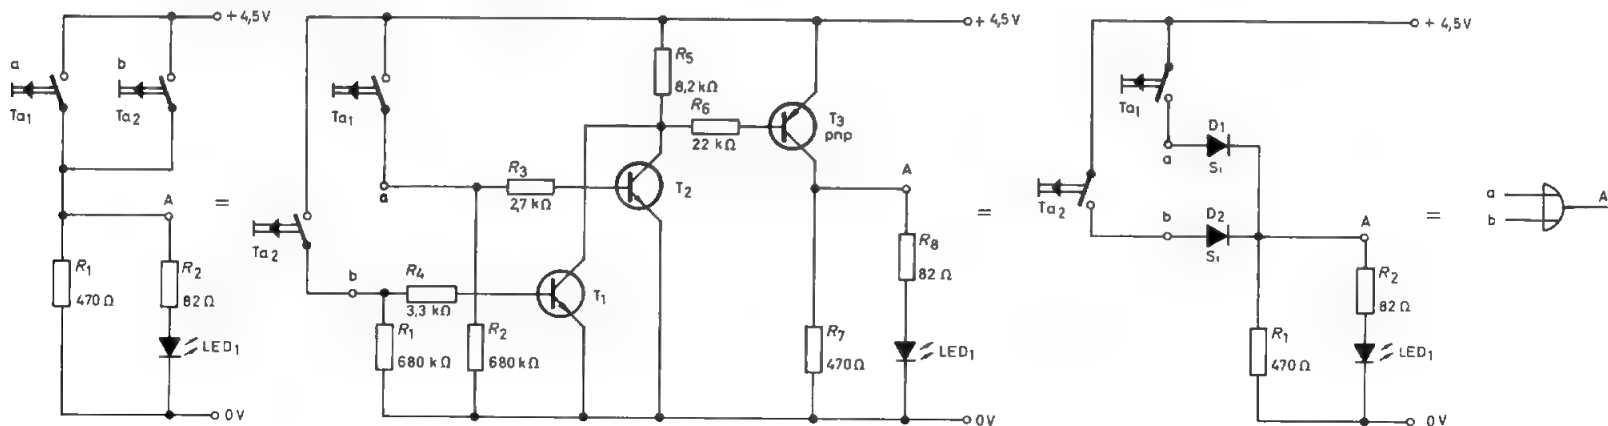 + 4,5V
a
b
Ta1
Ta2
A
R1
470 Ω
R2
82 Ω
LED1
0V
=
+ 4,5V
Ta1
R5
8,2 kΩ
R6
22 kΩ
T3
pnp
a
R3
2,7 kΩ
T2
A
Ta2
b
R4
3,3 kΩ
T1
R8
82 Ω
R1
680 kΩ
R2
680 kΩ
R7
470 Ω
LED1
0V
=
+ 4,5V
Ta1
D1
a
Si
Ta2
b
D2
Si
A
R2
82 Ω
R1
470 Ω
LED1
0V
=
a
b
A